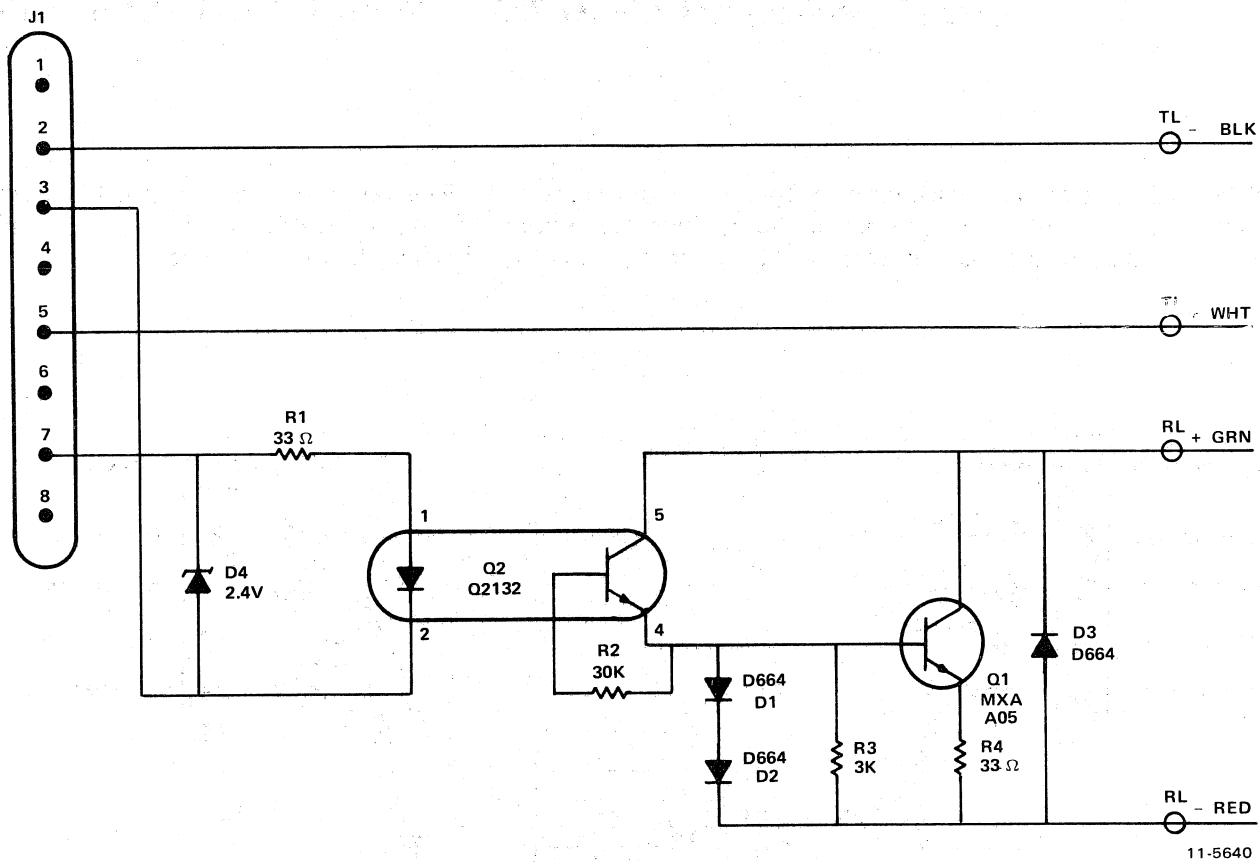 J1
1
2
TL
- BLK
3
4
5
- WHT
6
7
R1
33 Ω
RL
+ GRN
8
1
5
D4
2.4V
Q2
Q2132
2
4
R2
30K
D664
D1
Q1
MXA
A05
D3
D664
D664
D2
R3
3K
R4
33 Ω
RL
- RED
11-5640